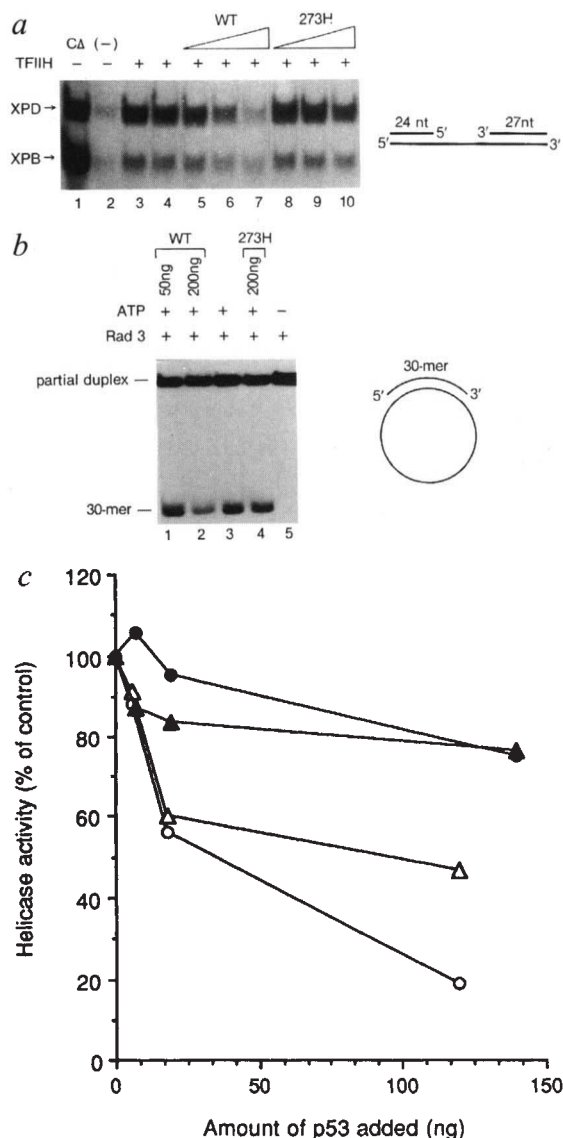 a
WT 273H
CΔ (−)
TFIIH − − + + + + + + + +
XPD→
XPB→
1 2 3 4 5 6 7 8 9 10
24 nt 5′ 3′ 27nt
5′ 3′
b
WT 273H
50ng 200ng 200ng
ATP + + + + −
Rad 3 + + + + +
partial duplex —
30-mer —
1 2 3 4 5
30-mer
5′ 3′
c
Helicase activity (% of control)
120
100
80
60
40
20
0
0 50 100 150
Amount of p53 added (ng)